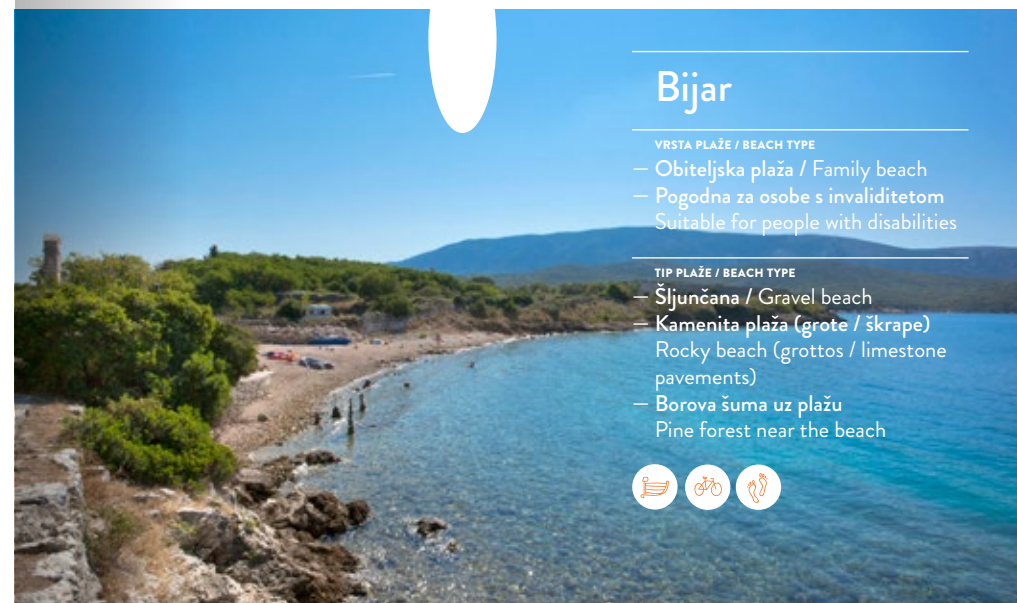 Bijar
VRSTA PLAŽE / BEACH TYPE
— Obiteljska plaža / Family beach
— Pogodna za osobe s invaliditetom
Suitable for people with disabilities
TIP PLAŽE / BEACH TYPE
— Šljunčana / Gravel beach
— Kamenita plaža (grote / škrape)
Rocky beach (grottos / limestone
pavements)
— Borova šuma uz plažu
Pine forest near the beach